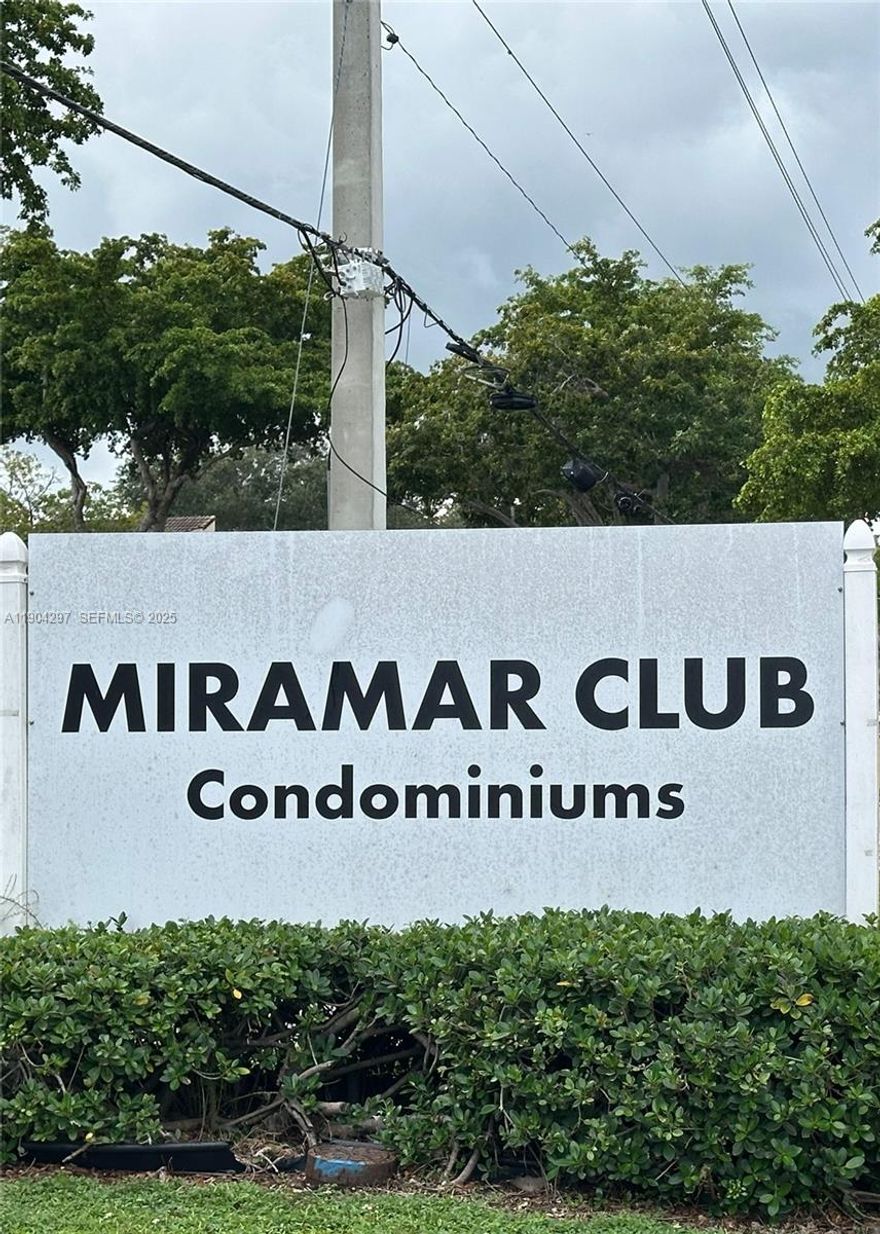 A11904297 SEFMLS© 2025
MIRAMAR CLUB
Condominiums